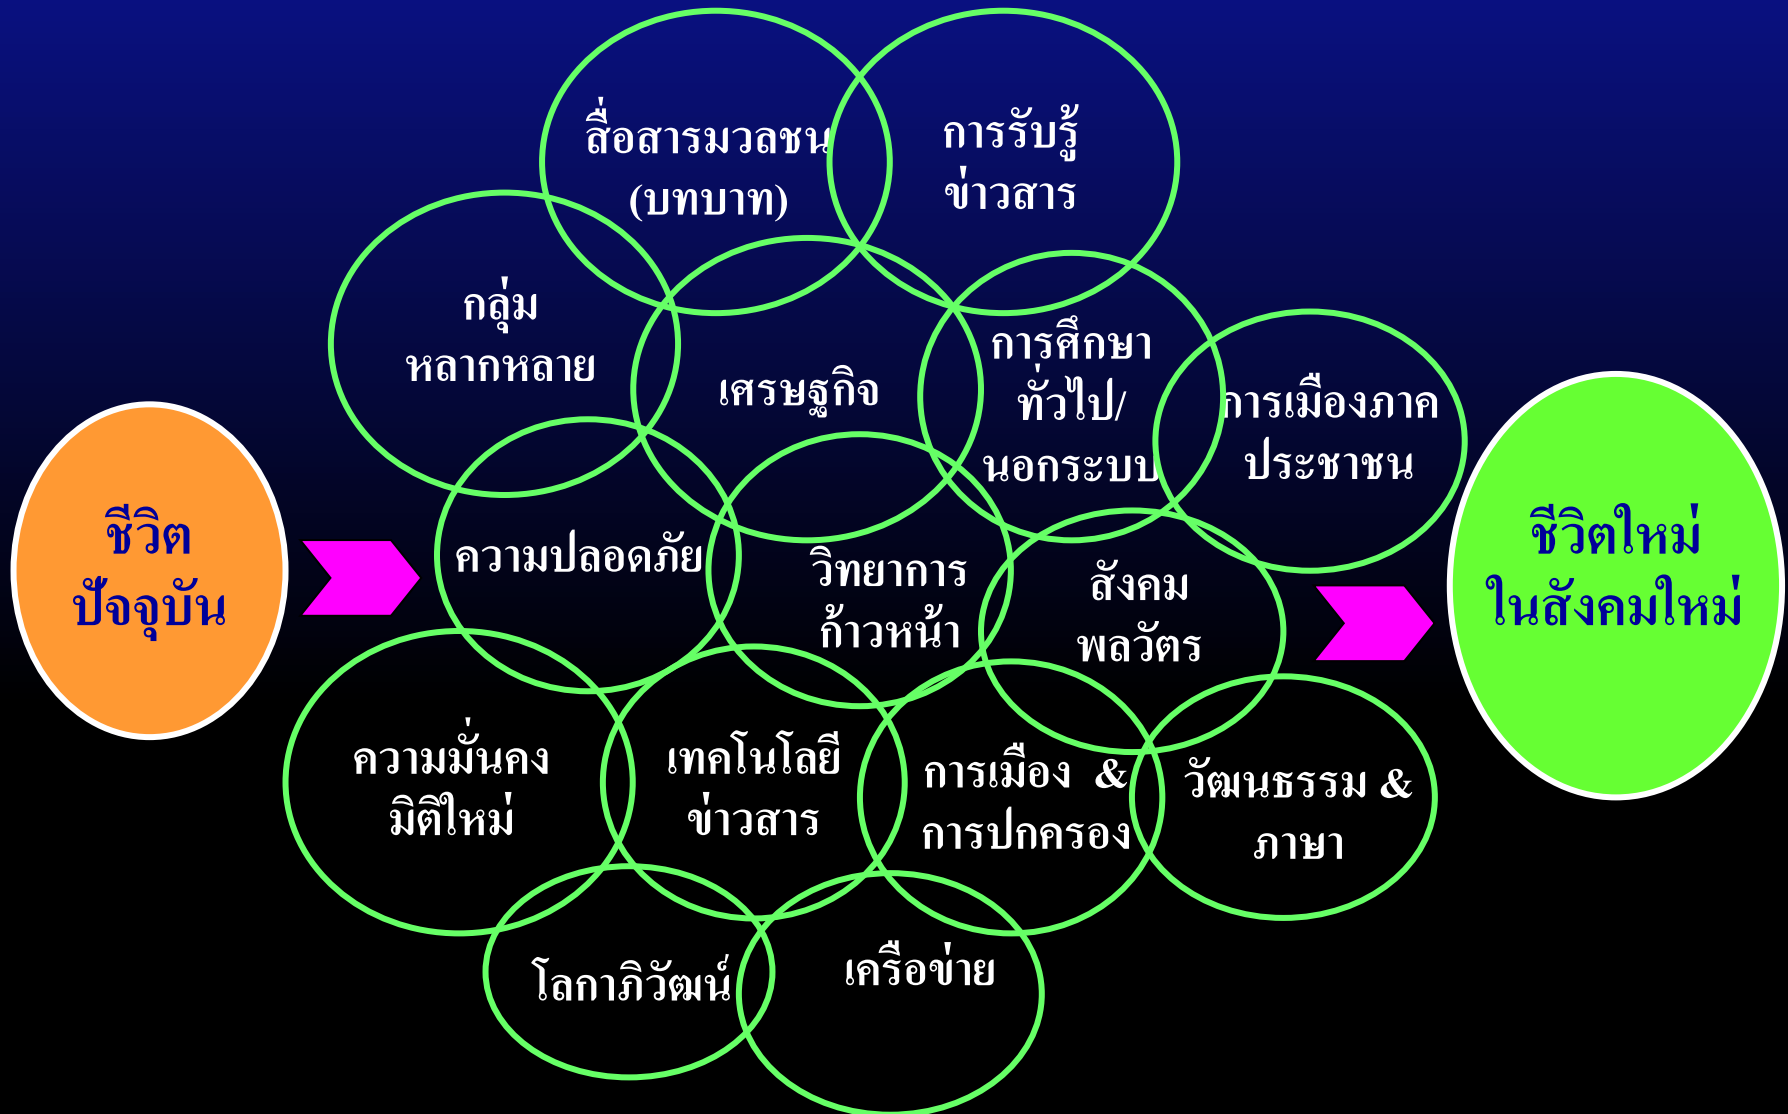 สื่อสารมวลชน
(บทบาท)
การรับรู้
ข่าวสาร
กลุ่ม
หลากหลาย
เศรษฐกิจ
การศึกษา
ทั่วไป/
นอกระบบ
การเมืองภาค
ประชาชน
ชีวิต
ปัจจุบัน
ความปลอดภัย
วิทยาการ
ก้าวหน้า
สังคม
พลวัตร
ชีวิตใหม่
ในสังคมใหม่
ความมั่นคง
มิติใหม่
เทคโนโลยี
ข่าวสาร
การเมือง &
การปกครอง
วัฒนธรรม &
ภาษา
โลกาภิวัฒน์
เครือข่าย